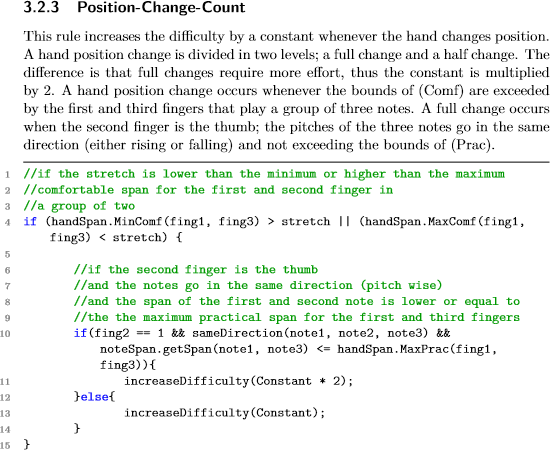 3.2.3 Position-Change-Count
This rule increases the difficulty by a constant whenever the hand changes position.
A hand position change is divided in two levels; a full change and a half change. The
difference is that full changes require more effort, thus the constant is multiplied
by 2. A hand position change occurs whenever the bounds of (Comf) are exceeded
by the first and third fingers that play a group of three notes. A full change occurs
when the second finger is the thumb; the pitches of the three notes go in the same
direction (either rising or falling) and not exceeding the bounds of (Prac).
1 //if the stretch is lower than the minimum or higher than the maximum
2 //comfortable span for the first and second finger in
3 //a group of two
4 if (handSpan.MinComf(fing1, fing3) > stretch || (handSpan.MaxComf(fing1,
fing3) < stretch) {
5
6 //if the second finger is the thumb
7 //and the notes go in the same direction (pitch wise)
8 //and the span of the first and second note is lower or equal to
9 //the the maximum practical span for the first and third fingers
10 if(fing2 == 1 && sameDirection(note1, note2, note3) &&
noteSpan.getSpan(note1, note3) <= handSpan.MaxPrac(fing1,
fing3)){
11 increaseDifficulty(Constant * 2);
12 }else{
13 increaseDifficulty(Constant);
14 }
15 }